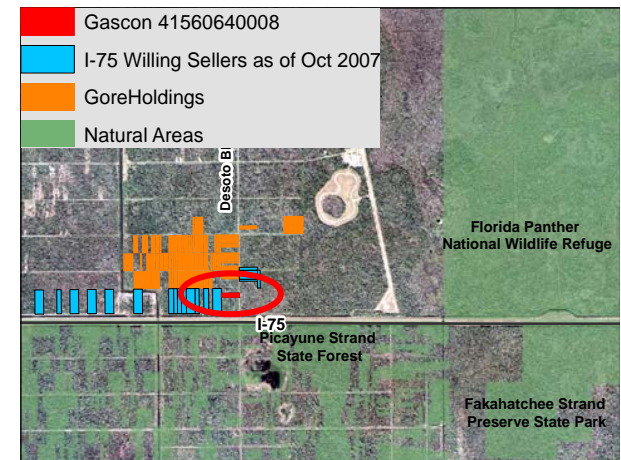 Gascon 41560640008
I-75 Willing Sellers as of Oct 2007
GoreHoldings
Natural Areas
Desoto
Florida Panther
National Wildlife Refuge
I-75
Picayune Strand
State Forest
Fakahatchee Strand
Preserve State Park